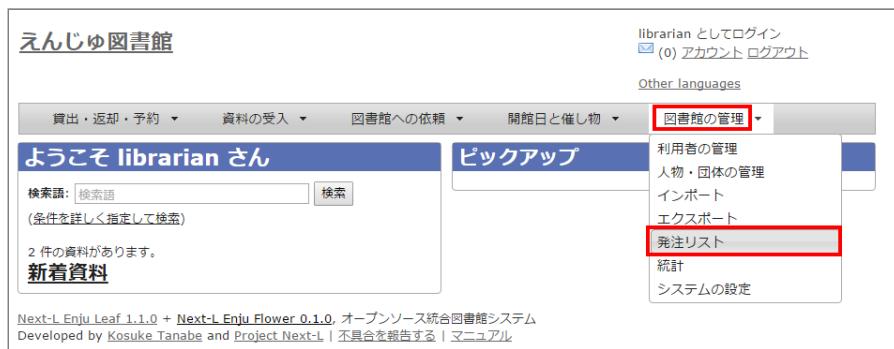 えんじゅ図書館
librarian としてログイン
(0) アカウント ログアウト
Other languages
貸出・返却・予約 ▼ 資料の受入 ▼ 図書館への依頼 ▼ 開館日と催し物 ▼ 図書館の管理 ▼
ようこそ librarian さん
ピックアップ
検索語: 検索語 検索
(条件を詳しく指定して検索)
2 件の資料があります。
新着資料
利用者の管理
人物・団体の管理
インポート
エクスポート
発注リスト
統計
システムの設定
Next-L Enju Leaf 1.1.0 + Next-L Enju Flower 0.1.0, オープンソース統合図書館システム
Developed by Kosuke Tanabe and Project Next-L | 不具合を報告する | マニュアル